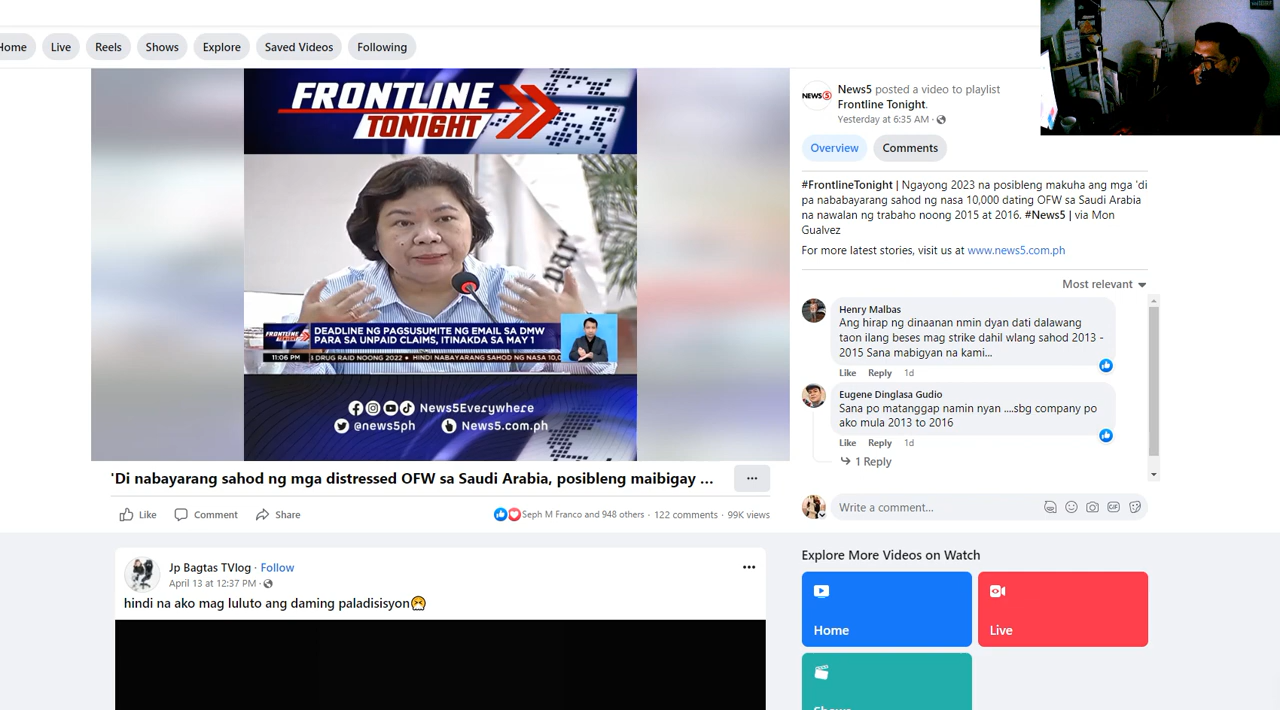 Home
Live
Reels
Shows
Explore
Saved Videos
Following
FRONTLINE
TONIGHT
FRONTLINE
DEADLINE NG PAGSUSUMITE NG EMAIL SA DMW
PARA SA UNPAID CLAIMS, ITINAKDA SA MAY 1
11:06 PM
DRUG RAID NOONG 2022 • HINDI NABAYARANG SAHOD NG NASA 10,0
News5Everywhere
@news5ph
News5.com.ph
'Di nabayarang sahod ng mga distressed OFW sa Saudi Arabia, posibleng maibigay ...
Like
Comment
Share
Seph M Franco and 948 others · 122 comments · 99K views
Jp Bagtas TVlog · Follow
April 13 at 12:37 PM ·
hindi na ako mag luluto ang daming paladisisyon😫
NEWS5
News5 posted a video to playlist
Frontline Tonight.
Yesterday at 6:35 AM ·
Overview
Comments
#FrontlineTonight | Ngayong 2023 na posibleng makuha ang mga 'di
pa nababayarang sahod ng nasa 10,000 dating OFW sa Saudi Arabia
na nawalan ng trabaho noong 2015 at 2016. #News5 | via Mon
Gualvez
For more latest stories, visit us at www.news5.com.ph
Most relevant
Henry Malbas
Ang hirap ng dinaanan nmin dyan dati dalawang
taon ilang beses mag strike dahil wlang sahod 2013 -
2015 Sana mabigyan na kami...
Like Reply 1d
Eugene Dinglasa Gudio
Sana po matanggap namin nyan ....sbg company po
ako mula 2013 to 2016
Like Reply 1d
1 Reply
Write a comment...
GIF
Explore More Videos on Watch
Home
Live
Shows